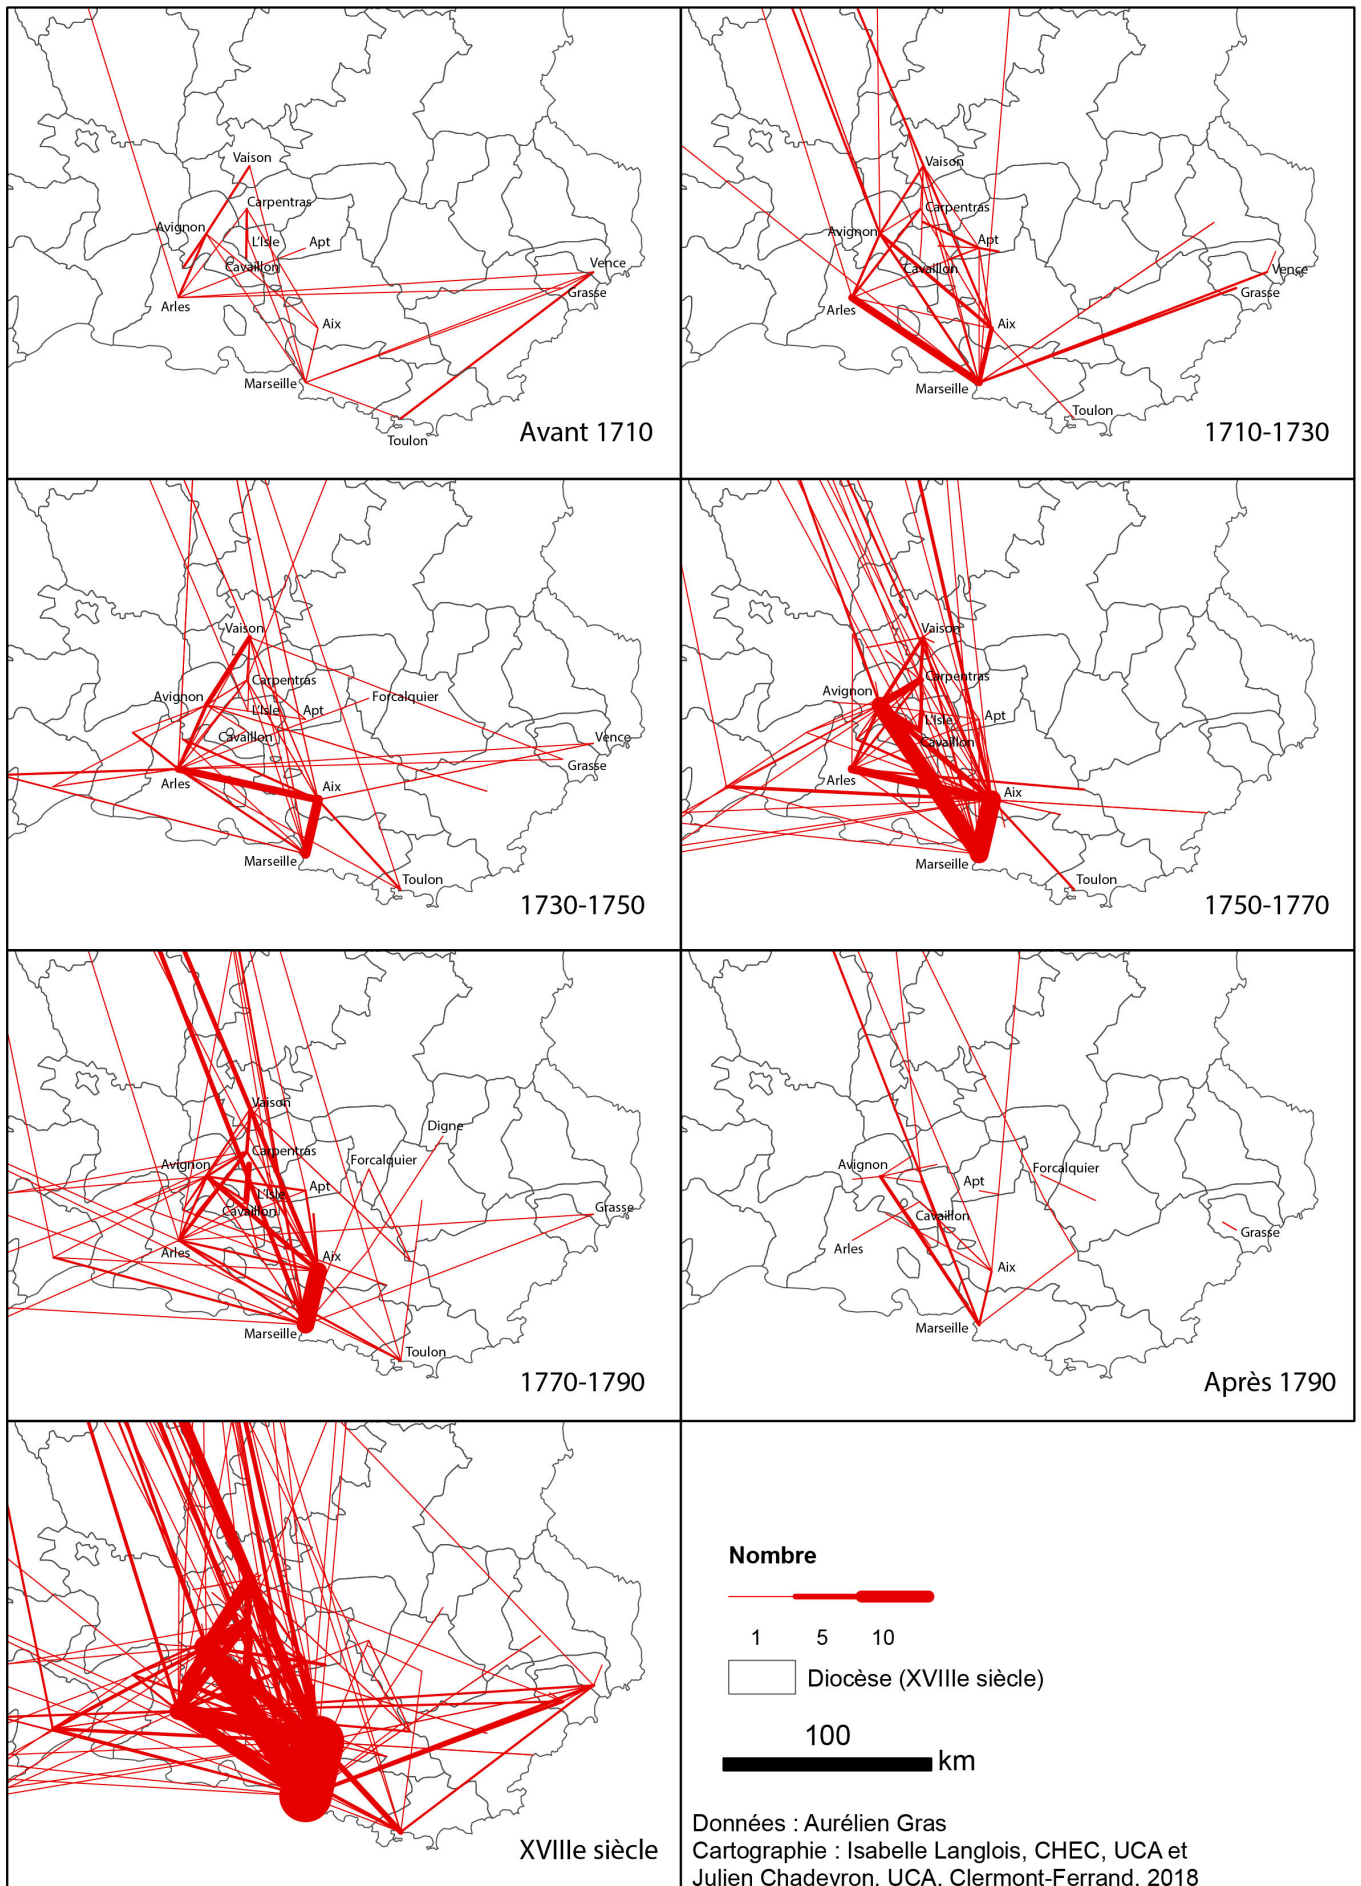 Vaison
Carpentras
Avignon
L'Isle
Apt
Cavaillon
Vence
Grasse
Arles
Aix
Marseille
Toulon
Avant 1710
Vaison
Carpentras
Avignon
Apt
Cavaillon
Vence
Grasse
Arles
Aix
Marseille
Toulon
1710-1730
Vaison
Carpentras
Avignon
Forcalquier
L'Isle
Apt
Cavaillon
Vence
Grasse
Arles
Aix
Marseille
Toulon
1730-1750
Vaison
Carpentras
Avignon
L'Isle
Apt
Cavaillon
Arles
Aix
Marseille
Toulon
1750-1770
Vaison
Digne
Carpentras
Avignon
Forcalquier
Apt
L'Isle
Cavaillon
Grasse
Arles
Aix
Marseille
Toulon
1770-1790
Avignon
Forcalquier
Apt
Cavaillon
Grasse
Arles
Aix
Marseille
Après 1790
XVIIIe siècle
Nombre
1 5 10
Diocèse (XVIIIe siècle)
100
km
Données : Aurélien Gras
Cartographie : Isabelle Langlois, CHEC, UCA et
Julien Chadeyron, UCA, Clermont-Ferrand, 2018